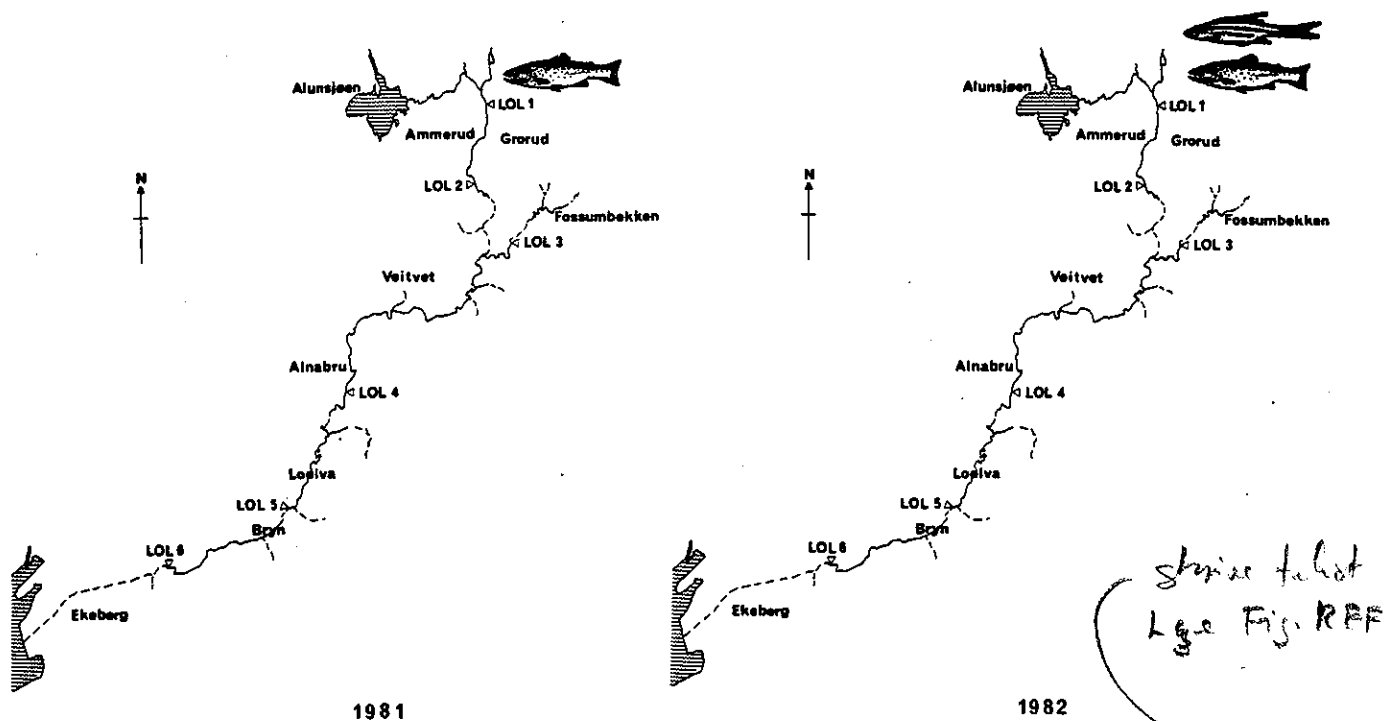 Alunsjøen
LOL 1
Ammerud
Grorud
N
LOL 2
Fossumbekken
LOL 3
Veitvet
Alnabru
LOL 4
Loelva
LOL 5
Bryn
LOL 6
Ekeberg
1981
Alunsjøen
LOL 1
Ammerud
Grorud
N
LOL 2
Fossumbekken
LOL 3
Veitvet
Alnabru
LOL 4
Loelva
LOL 5
Bryn
LOL 6
Ekeberg
1982
Fig. REF